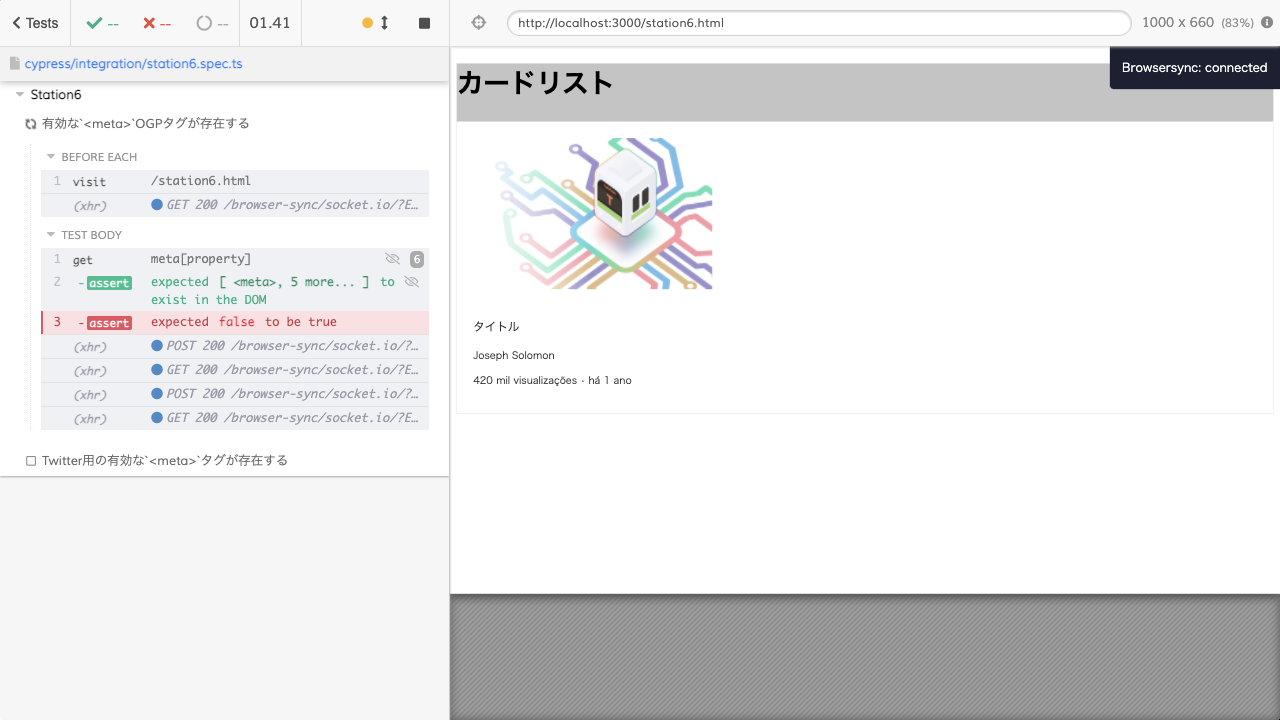 Tests
--
--
--
01.41
http://localhost:3000/station6.html
1000 x 660 (83%)
cypress/integration/station6.spec.ts
Station6
有効な`<meta>`OGPタグが存在する
BEFORE EACH
1 visit /station6.html
(xhr) GET 200 /browser-sync/socket.io/?E…
TEST BODY
1 get meta[property] 6
2 -assert expected [ <meta>, 5 more... ] to
exist in the DOM
3 -assert expected false to be true
(xhr) POST 200 /browser-sync/socket.io/?…
(xhr) GET 200 /browser-sync/socket.io/?E…
(xhr) POST 200 /browser-sync/socket.io/?…
(xhr) GET 200 /browser-sync/socket.io/?E…
Twitter用の有効な`<meta>`タグが存在する
Browsersync: connected
カードリスト
T
タイトル
Joseph Solomon
420 mil visualizações · há 1 ano